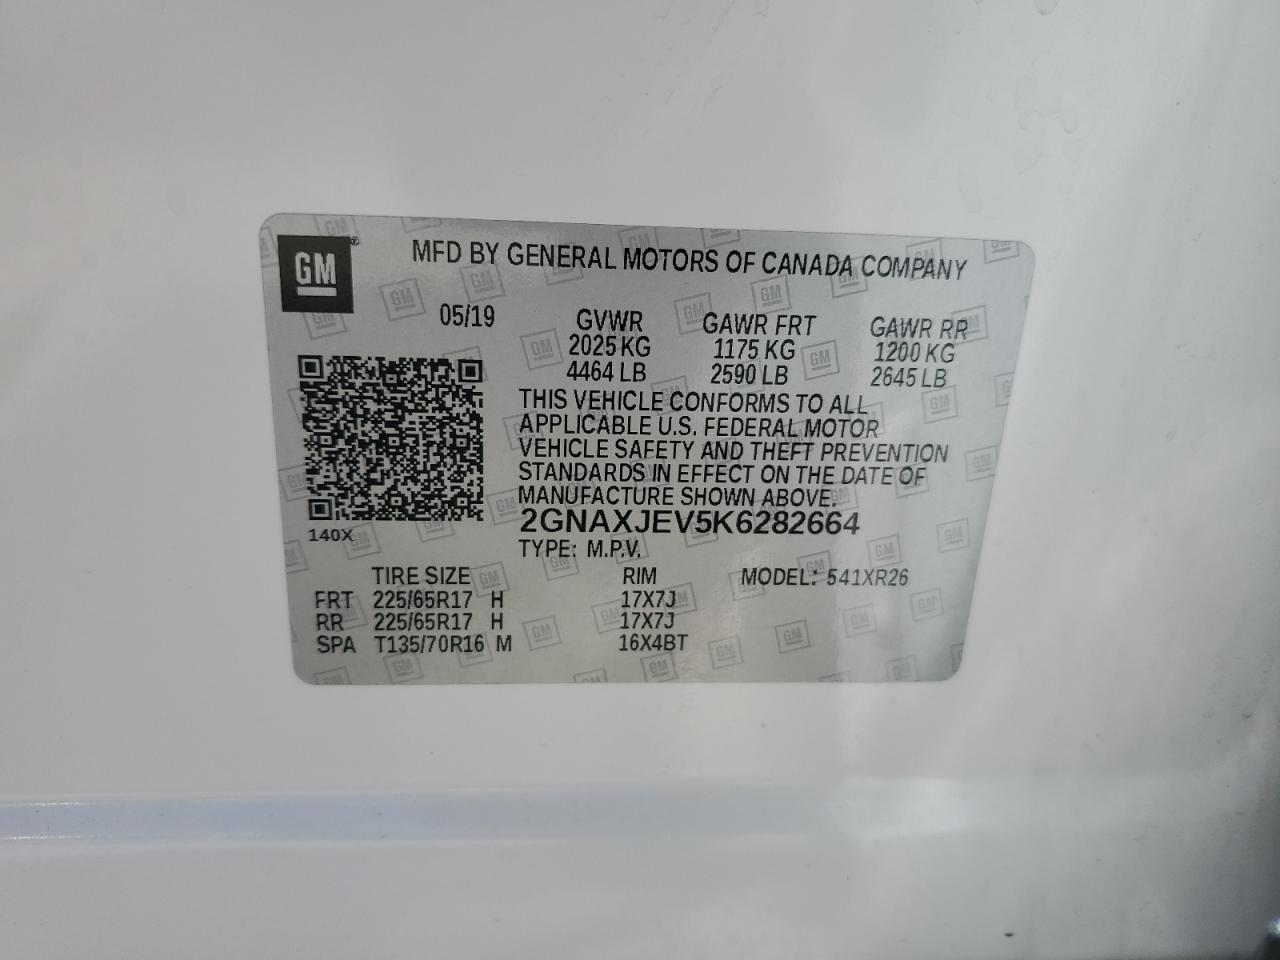 GM®
MFD BY GENERAL MOTORS OF CANADA COMPANY
05/19 GVWR GAWR FRT GAWR RR
2025 KG 1175 KG 1200 KG
4464 LB 2590 LB 2645 LB
THIS VEHICLE CONFORMS TO ALL
APPLICABLE U.S. FEDERAL MOTOR
VEHICLE SAFETY AND THEFT PREVENTION
STANDARDS IN EFFECT ON THE DATE OF
MANUFACTURE SHOWN ABOVE.
2GNAXJEV5K6282664
140X
TYPE: M.P.V.
TIRE SIZE RIM MODEL: 541XR26
FRT 225/65R17 H 17X7J
RR 225/65R17 H 17X7J
SPA T135/70R16 M 16X4BT